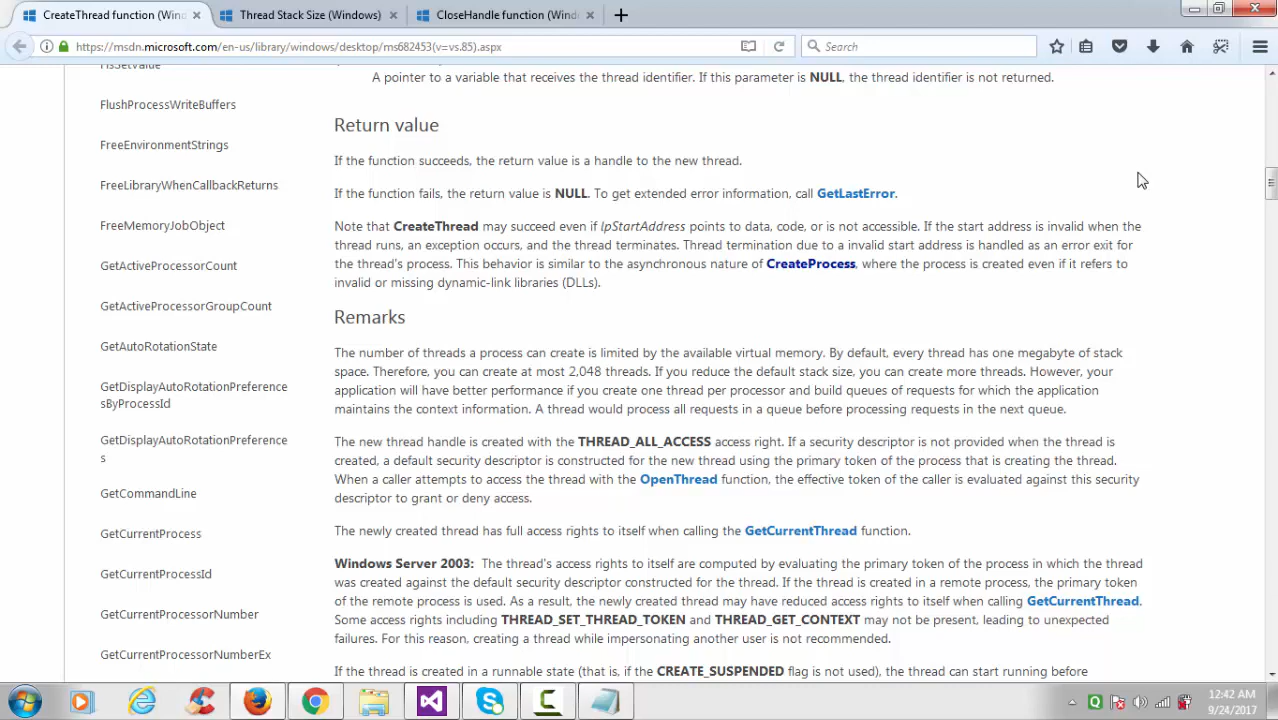 CreateThread function (Wind
Thread Stack Size (Windows)
CloseHandle function (Wind
https://msdn.microsoft.com/en-us/library/windows/desktop/ms682453(v=vs.85).aspx
Search
FlsSetValue
A pointer to a variable that receives the thread identifier. If this parameter is NULL, the thread identifier is not returned.
FlushProcessWriteBuffers
FreeEnvironmentStrings
FreeLibraryWhenCallbackReturns
FreeMemoryJobObject
GetActiveProcessorCount
GetActiveProcessorGroupCount
GetAutoRotationState
GetDisplayAutoRotationPreference
sByProcessId
GetDisplayAutoRotationPreference
s
GetCommandLine
GetCurrentProcess
GetCurrentProcessId
GetCurrentProcessorNumber
GetCurrentProcessorNumberEx
Return value
If the function succeeds, the return value is a handle to the new thread.
If the function fails, the return value is NULL. To get extended error information, call GetLastError.
Note that CreateThread may succeed even if lpStartAddress points to data, code, or is not accessible. If the start address is invalid when the
thread runs, an exception occurs, and the thread terminates. Thread termination due to a invalid start address is handled as an error exit for
the thread's process. This behavior is similar to the asynchronous nature of CreateProcess, where the process is created even if it refers to
invalid or missing dynamic-link libraries (DLLs).
Remarks
The number of threads a process can create is limited by the available virtual memory. By default, every thread has one megabyte of stack
space. Therefore, you can create at most 2,048 threads. If you reduce the default stack size, you can create more threads. However, your
application will have better performance if you create one thread per processor and build queues of requests for which the application
maintains the context information. A thread would process all requests in a queue before processing requests in the next queue.
The new thread handle is created with the THREAD_ALL_ACCESS access right. If a security descriptor is not provided when the thread is
created, a default security descriptor is constructed for the new thread using the primary token of the process that is creating the thread.
When a caller attempts to access the thread with the OpenThread function, the effective token of the caller is evaluated against this security
descriptor to grant or deny access.
The newly created thread has full access rights to itself when calling the GetCurrentThread function.
Windows Server 2003: The thread's access rights to itself are computed by evaluating the primary token of the process in which the thread
was created against the default security descriptor constructed for the thread. If the thread is created in a remote process, the primary token
of the remote process is used. As a result, the newly created thread may have reduced access rights to itself when calling GetCurrentThread.
Some access rights including THREAD_SET_THREAD_TOKEN and THREAD_GET_CONTEXT may not be present, leading to unexpected
failures. For this reason, creating a thread while impersonating another user is not recommended.
If the thread is created in a runnable state (that is, if the CREATE_SUSPENDED flag is not used), the thread can start running before
12:42 AM
9/24/2017